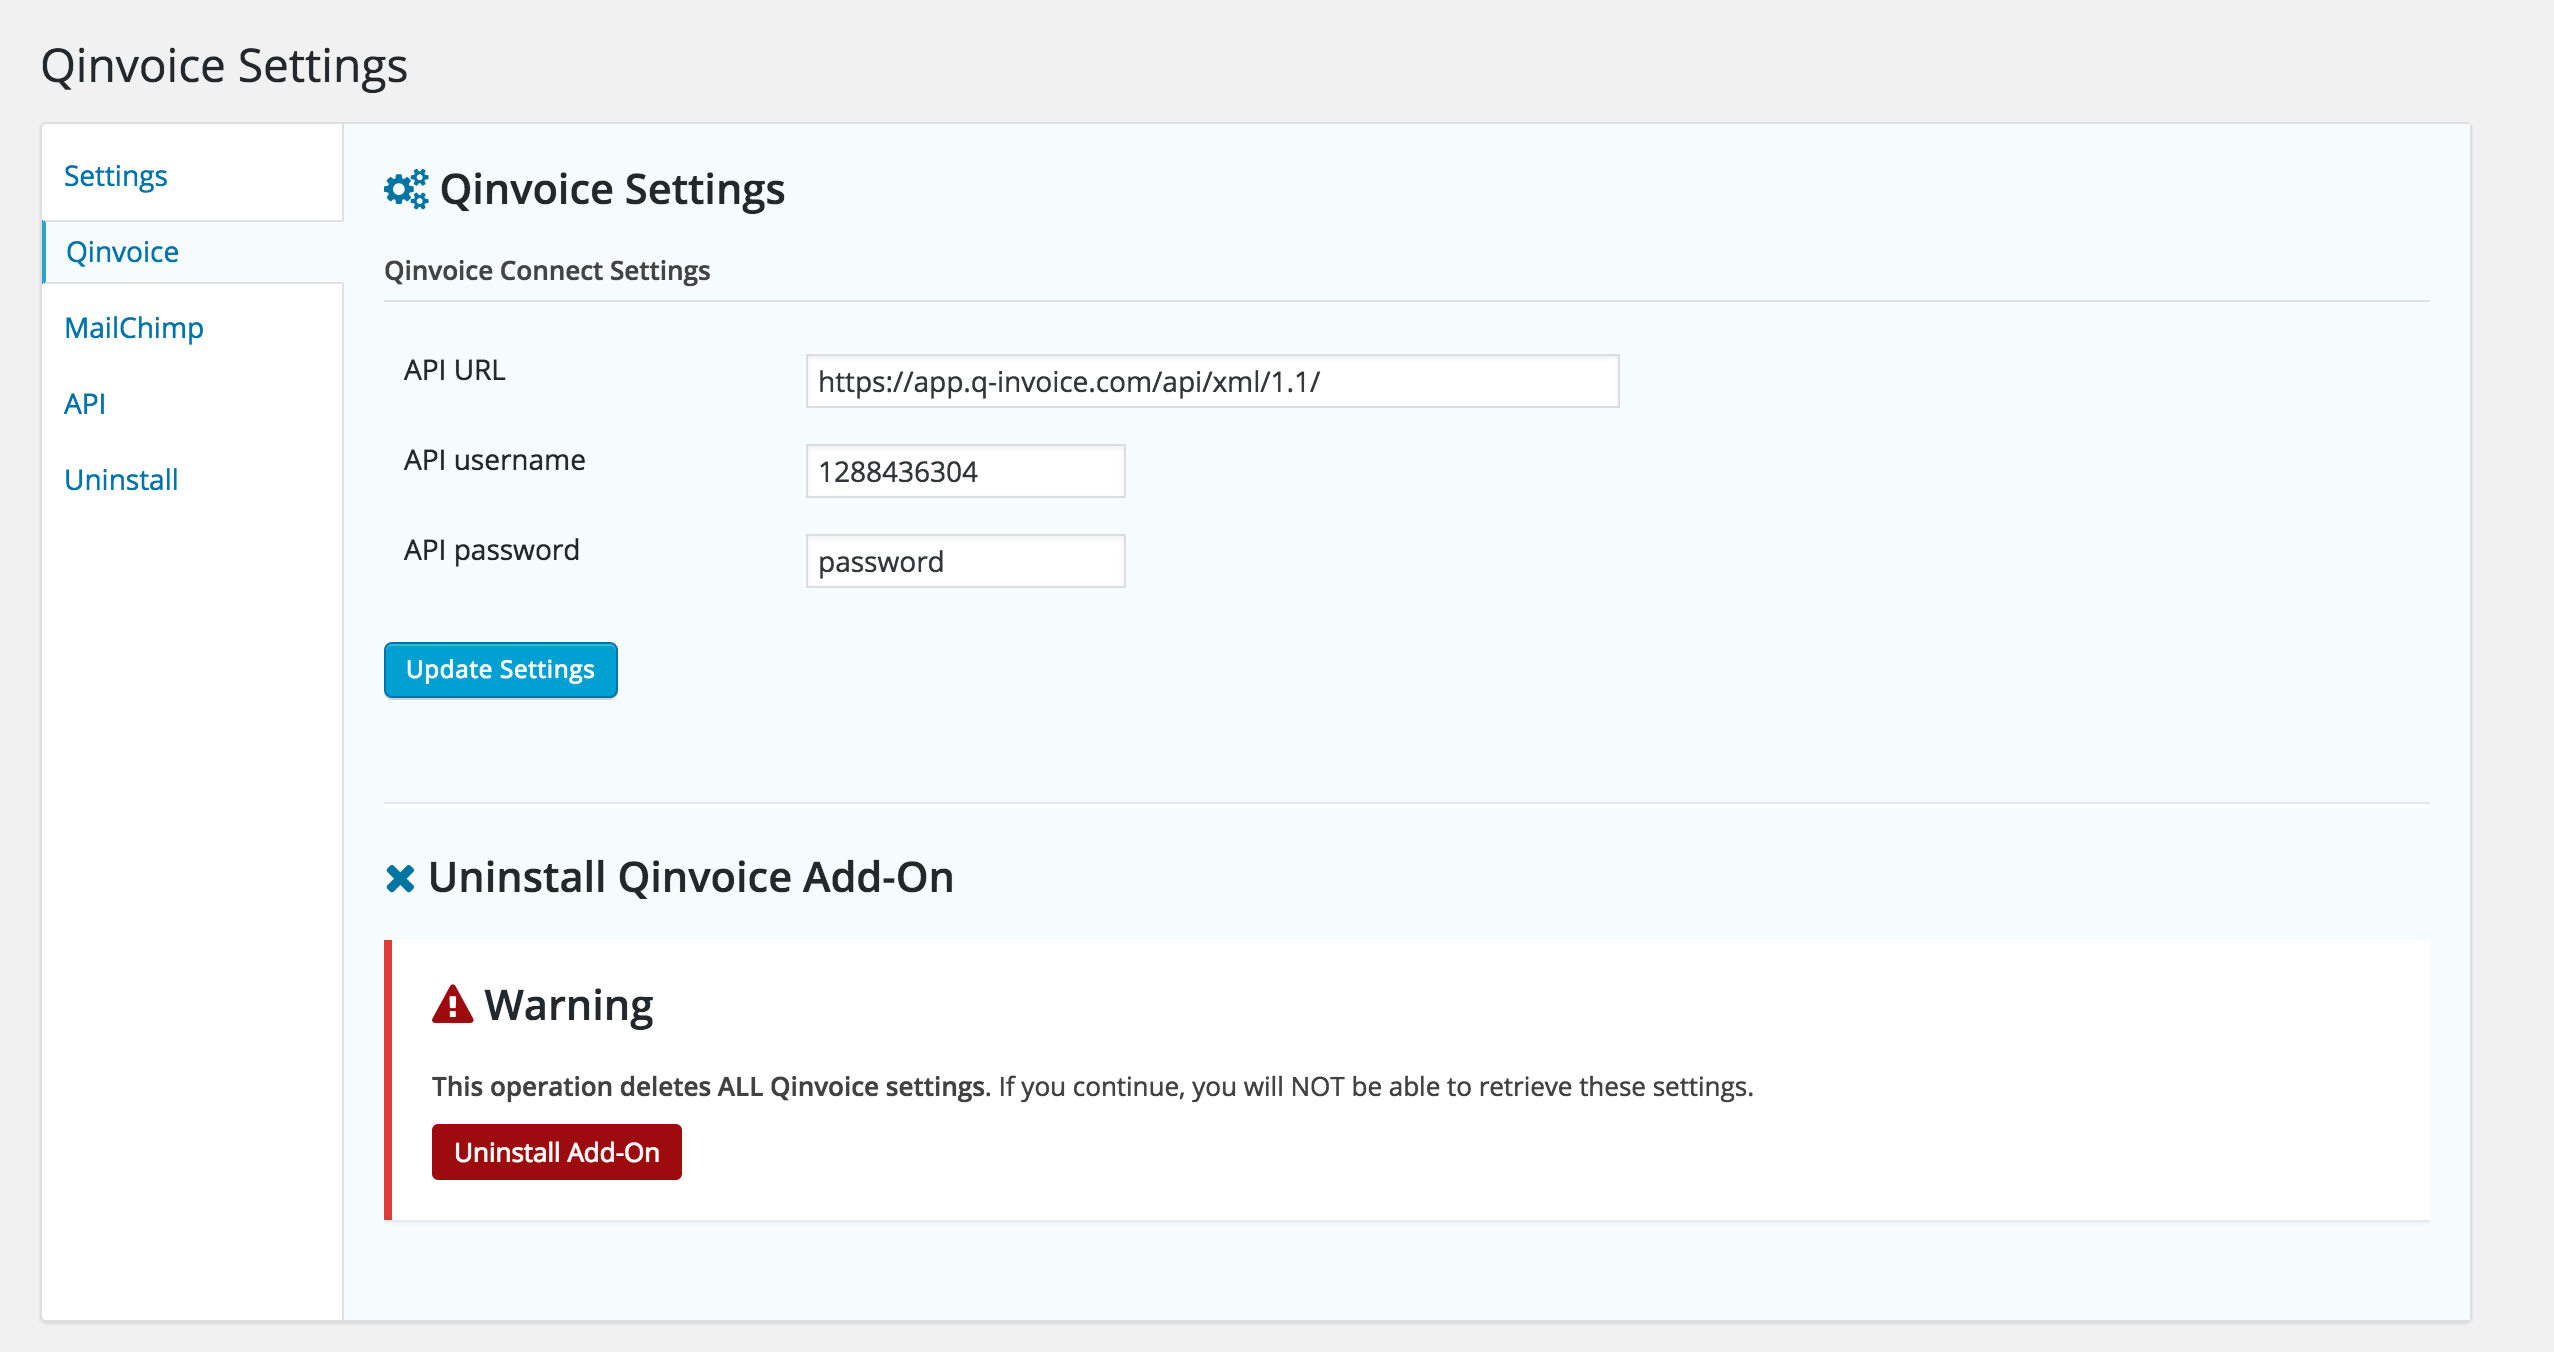 Qinvoice Settings
Settings
Qinvoice
MailChimp
API
Uninstall
Qinvoice Settings
Qinvoice Connect Settings
API URL
https://app.q-invoice.com/api/xml/1.1/
API username
1288436304
API password
password
Update Settings
Uninstall Qinvoice Add-On
Warning
This operation deletes ALL Qinvoice settings. If you continue, you will NOT be able to retrieve these settings.
Uninstall Add-On